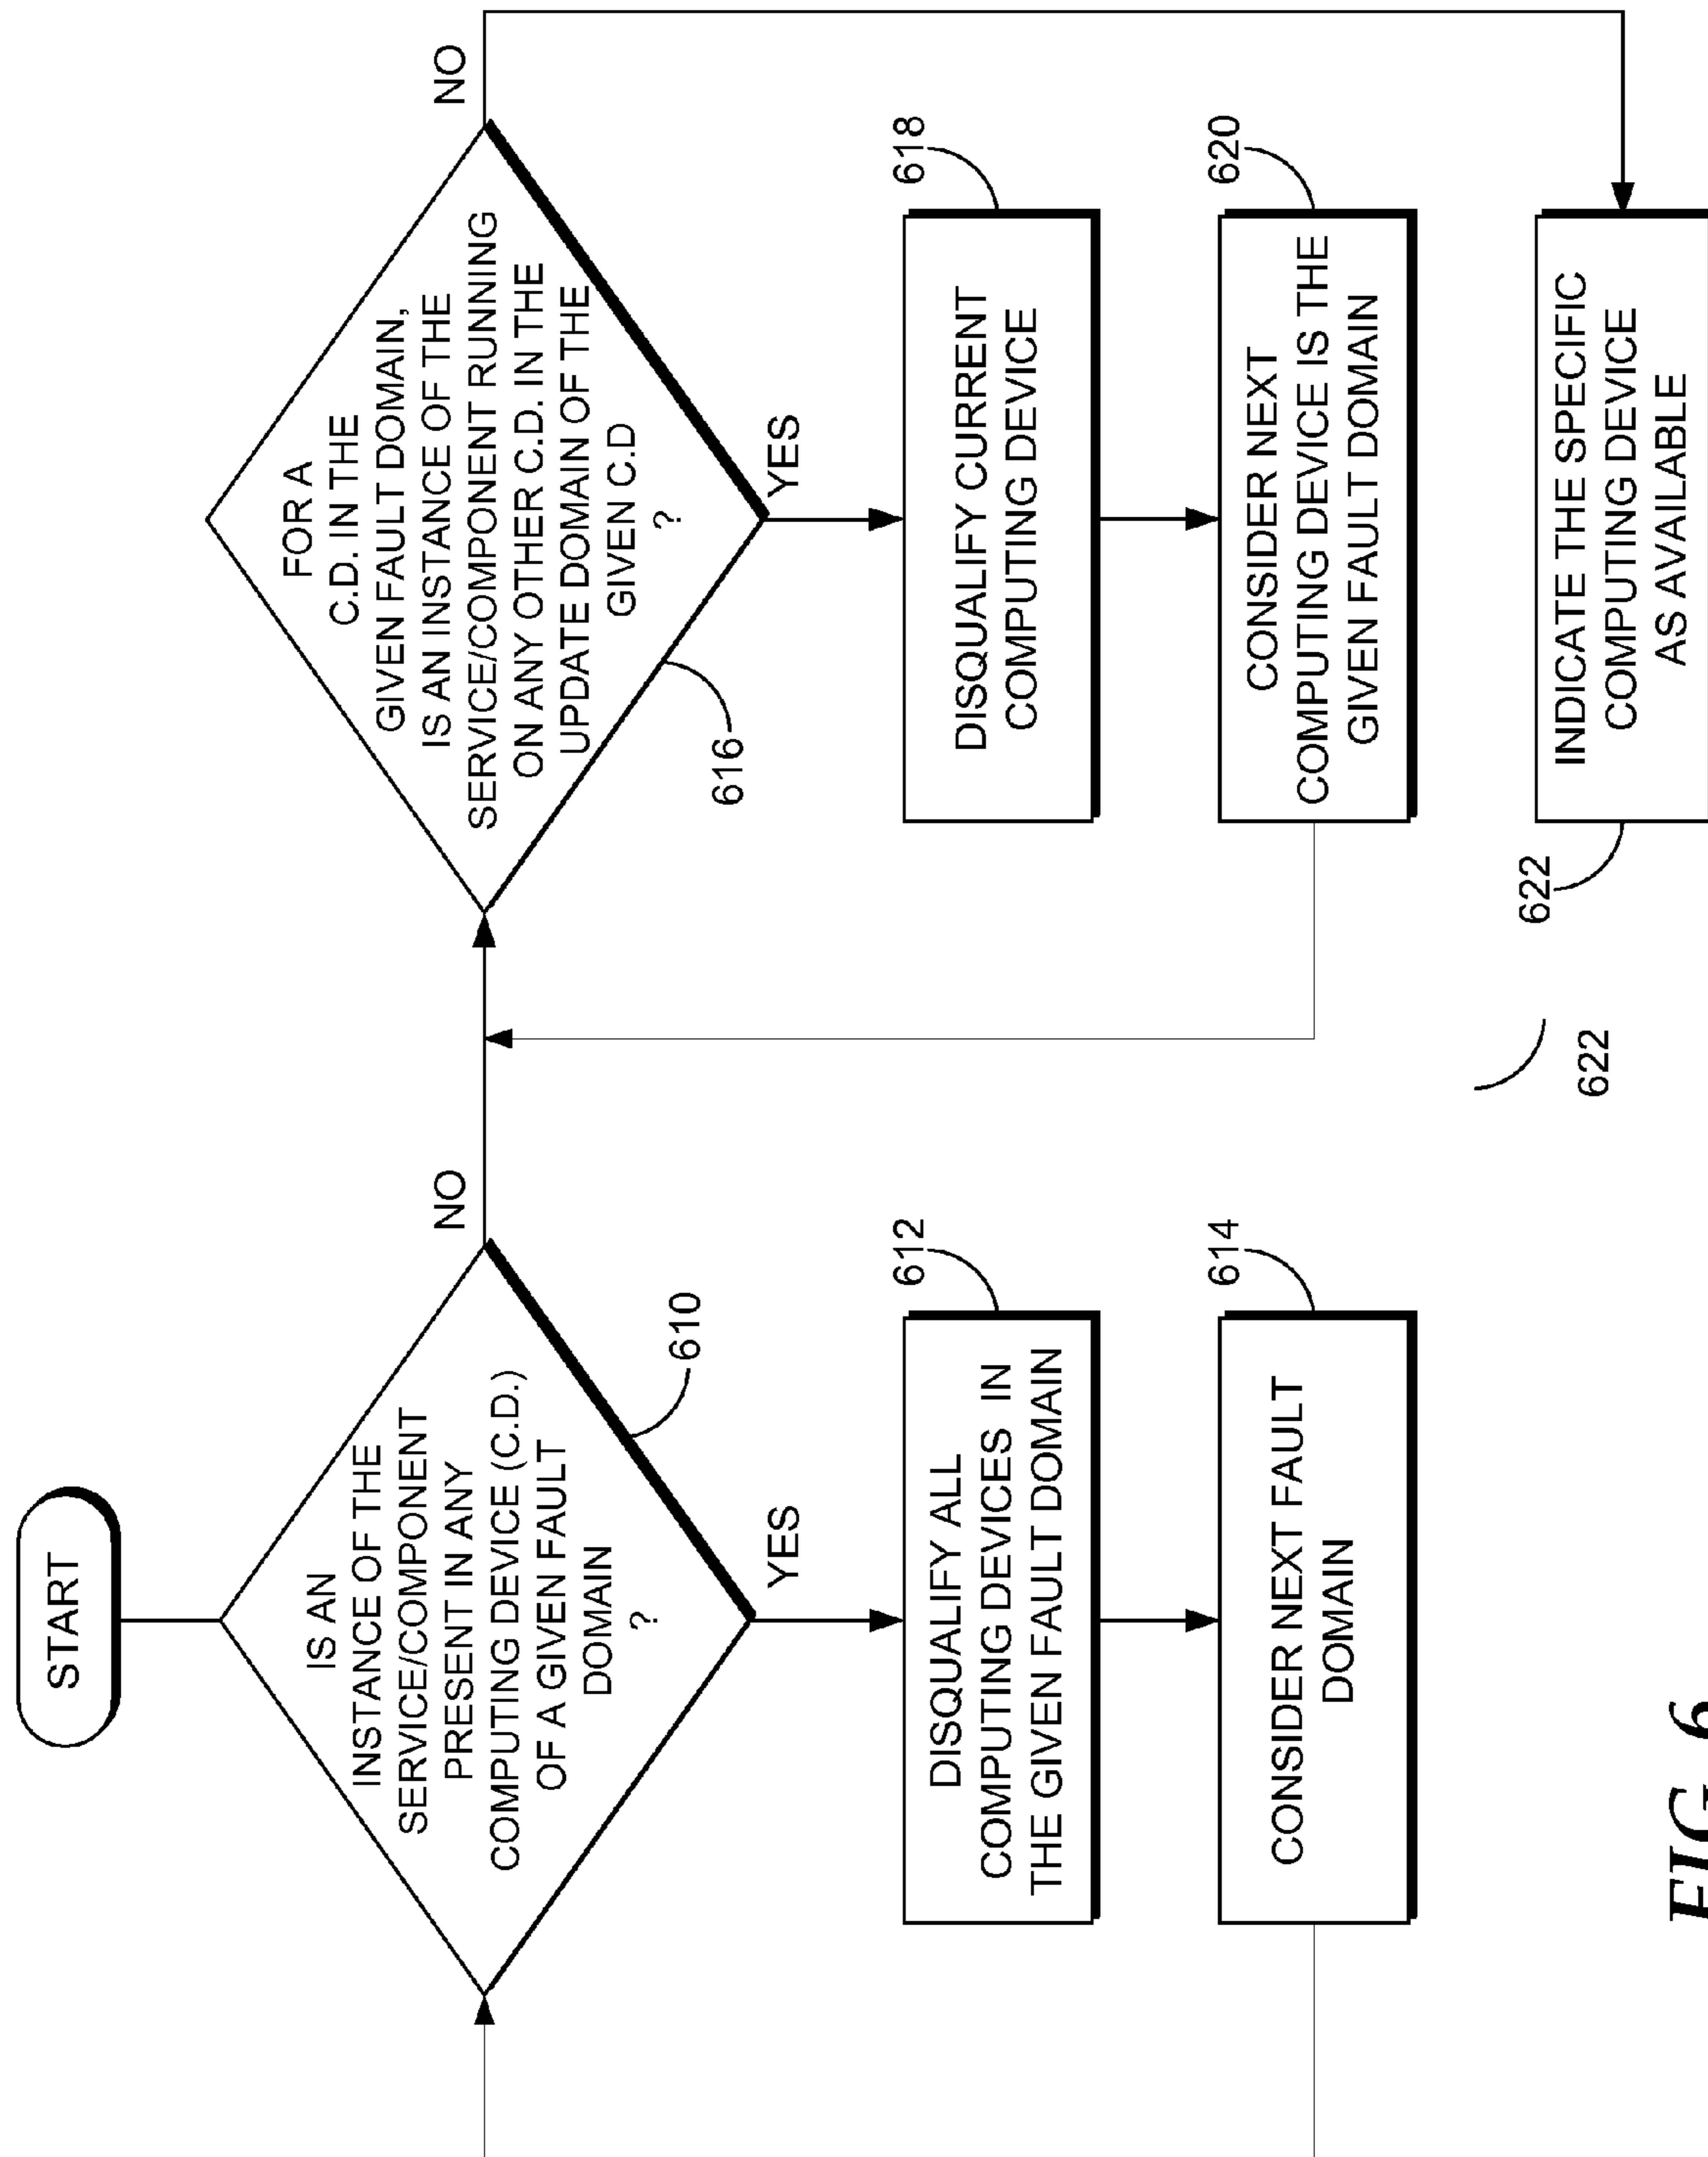 START
IS AN
INSTANCE OF THE
SERVICE/COMPONENT
PRESENT IN ANY
COMPUTING DEVICE (C.D.)
OF A GIVEN FAULT
DOMAIN
?
610
NO
YES
DISQUALIFY ALL
COMPUTING DEVICES IN
THE GIVEN FAULT DOMAIN
612
CONSIDER NEXT FAULT
DOMAIN
614
FOR A
C.D. IN THE
GIVEN FAULT DOMAIN,
IS AN INSTANCE OF THE
SERVICE/COMPONENT RUNNING
ON ANY OTHER C.D. IN THE
UPDATE DOMAIN OF THE
GIVEN C.D
?
616
NO
YES
DISQUALIFY CURRENT
COMPUTING DEVICE
618
CONSIDER NEXT
COMPUTING DEVICE IS THE
GIVEN FAULT DOMAIN
620
INDICATE THE SPECIFIC
COMPUTING DEVICE
AS AVAILABLE
622
622
FIG. 6